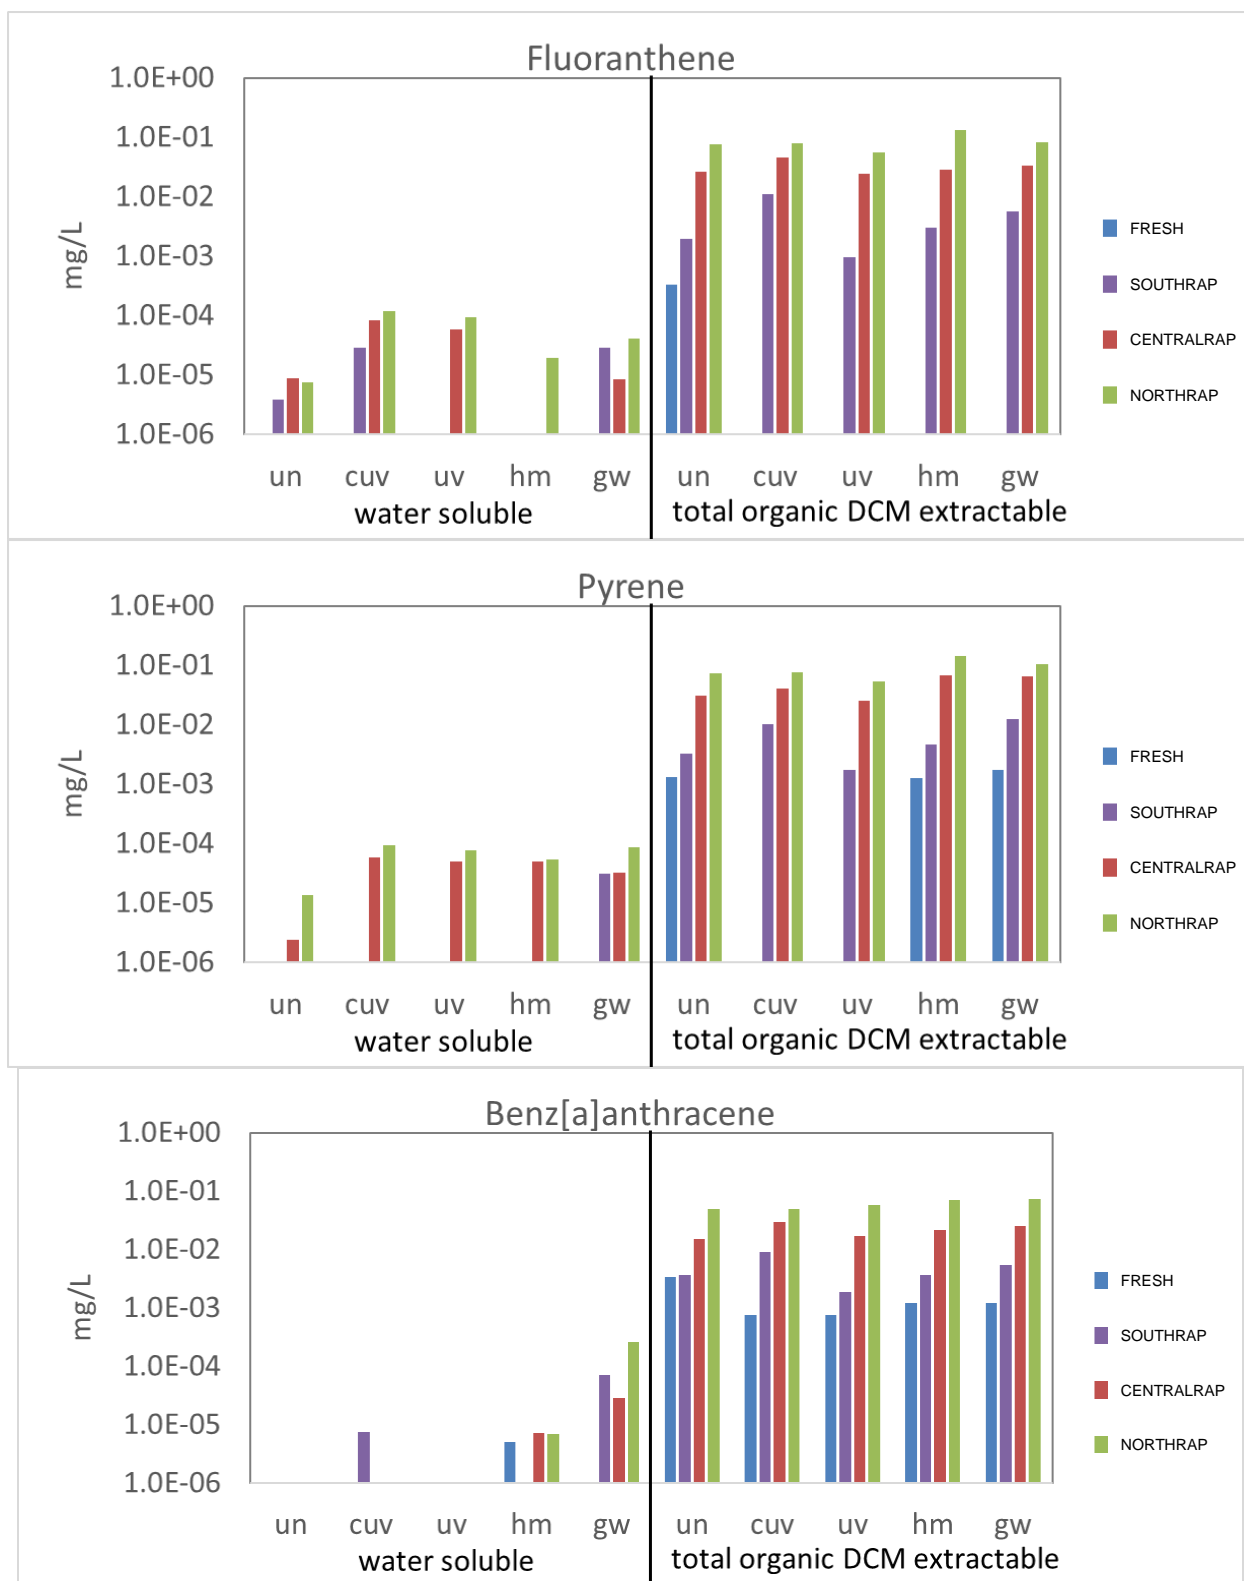 Fluoranthene
1.0E+00
1.0E-01
1.0E-02
1.0E-03
1.0E-04
1.0E-05
1.0E-06
mg/L
un cuv uv hm gw un cuv uv hm gw
water soluble total organic DCM extractable
FRESH
SOUTHRAP
CENTRALRAP
NORTHRAP
Pyrene
1.0E+00
1.0E-01
1.0E-02
1.0E-03
1.0E-04
1.0E-05
1.0E-06
mg/L
un cuv uv hm gw un cuv uv hm gw
water soluble total organic DCM extractable
FRESH
SOUTHRAP
CENTRALRAP
NORTHRAP
Benz[a]anthracene
1.0E+00
1.0E-01
1.0E-02
1.0E-03
1.0E-04
1.0E-05
1.0E-06
mg/L
un cuv uv hm gw un cuv uv hm gw
water soluble total organic DCM extractable
FRESH
SOUTHRAP
CENTRALRAP
NORTHRAP